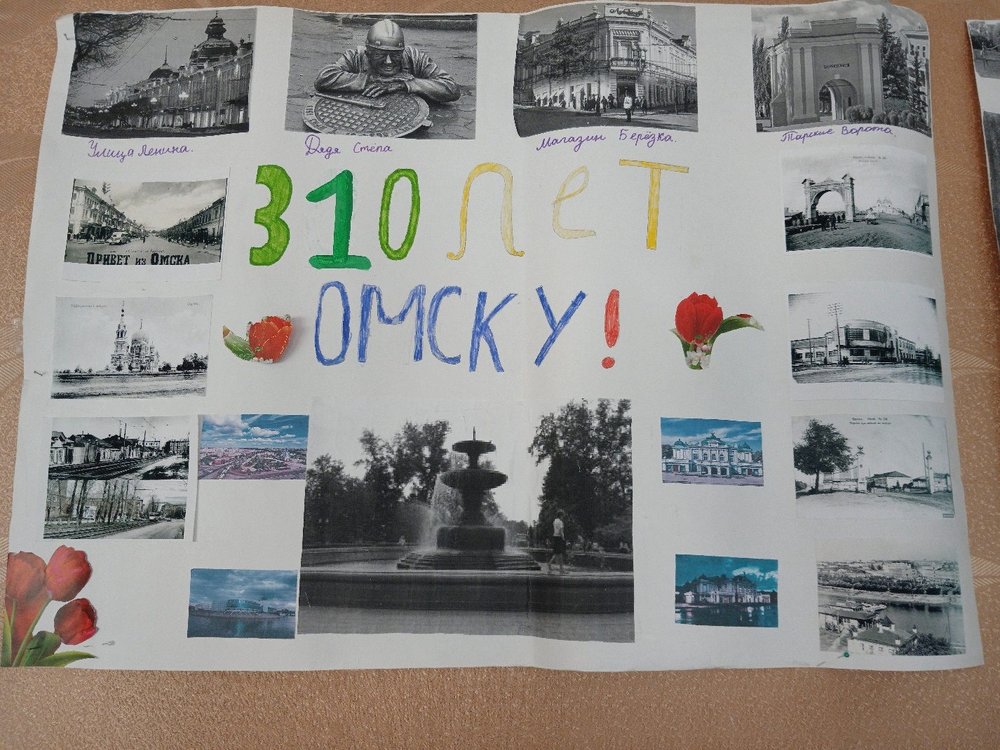 Улица Ленина.
Дядя Стёпа
Магазин Берёзка.
Тарские Ворота.
310 лет
ОМСКУ!
ПРИВЕТ из ОМСКА